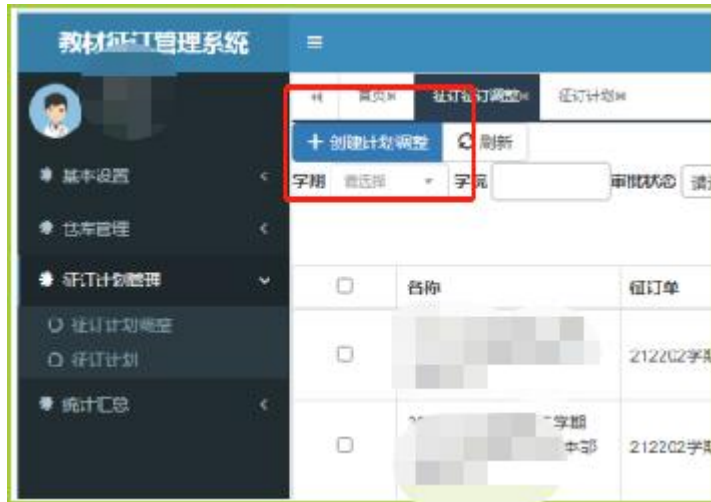 教材征订管理系统
首页
征订征订调整
征订计划
+ 创建计划调整
刷新
学期
请选择
学院
审批状态
基本设置
仓库管理
征订计划管理
征订计划调整
征订计划
统计汇总
名称
征订单
212202学期
学期
本部
212202学期